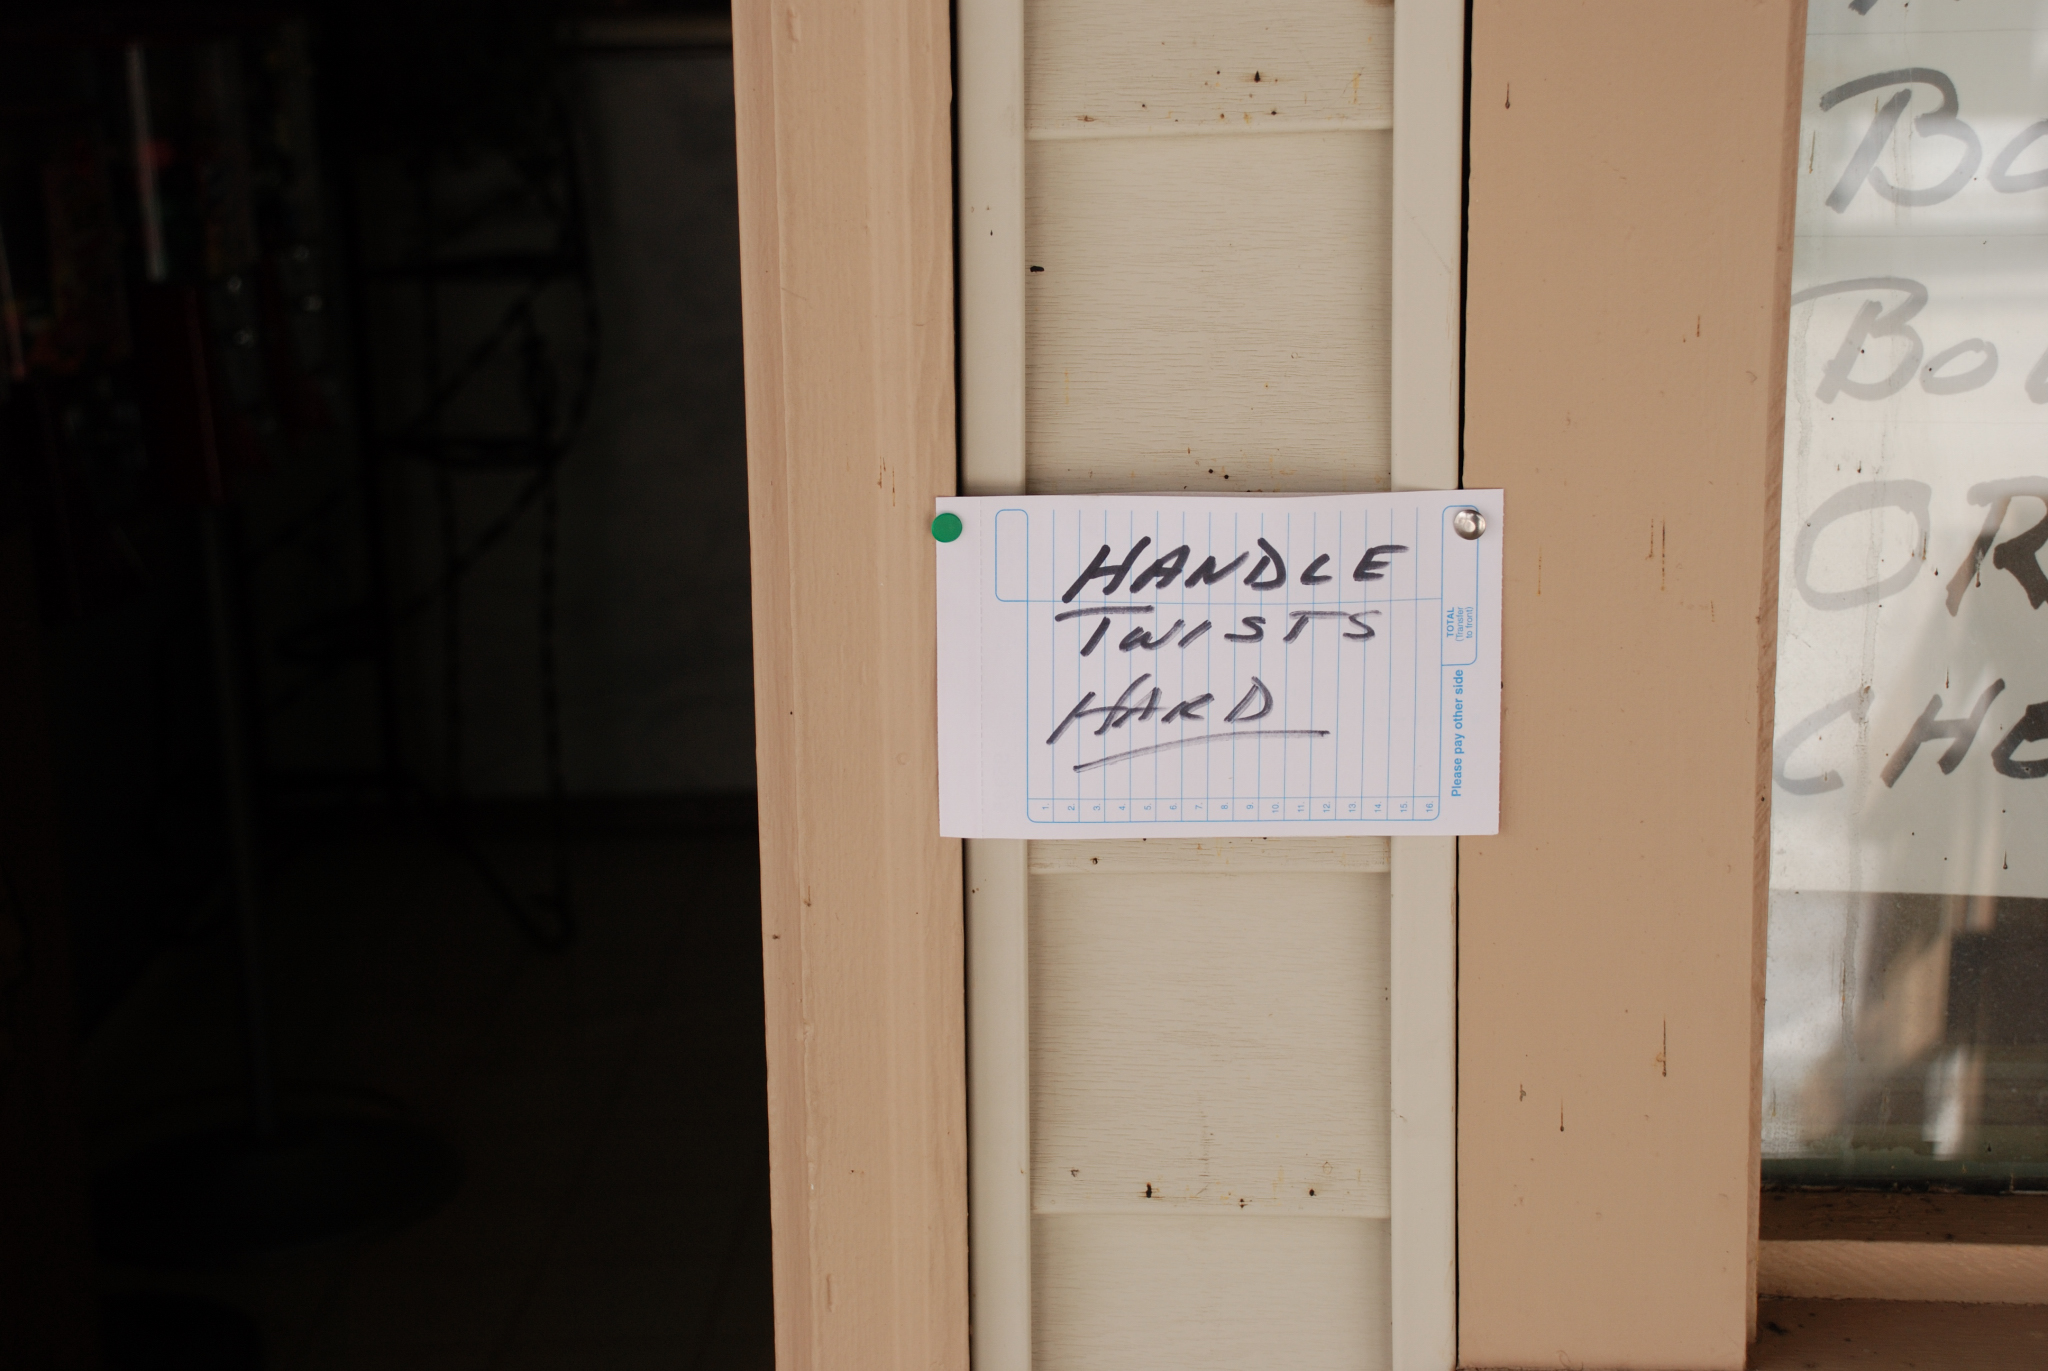 HANDLE
TWISTS
HARD
TOTAL
(Transfer
to front)
Please pay other side
1.
2.
3.
4.
5.
6.
7.
8.
9.
10.
11.
12.
13.
14.
15.
16.